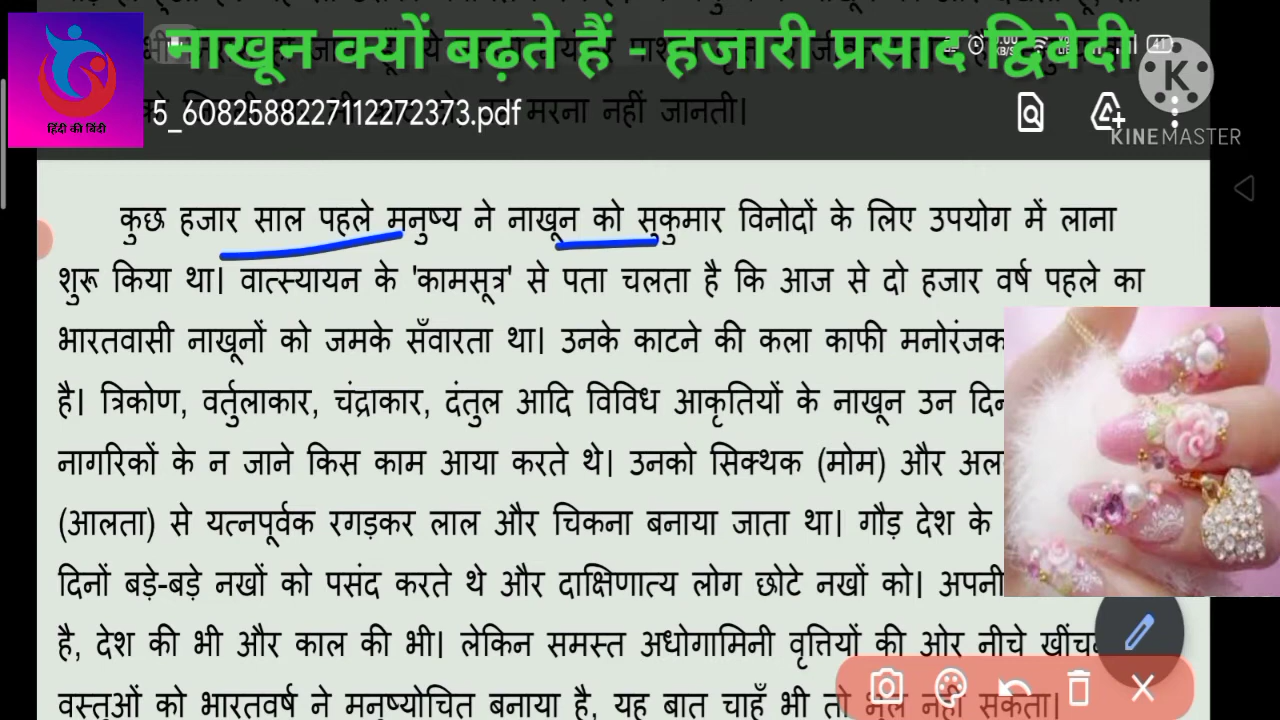 नाखून क्यों बढ़ते हैं - हजारी प्रसाद द्विवेदी
हिंदी की बिंदी
5_6082588227112272373.pdf
मरना नहीं जानती।
K
KINEMASTER
कुछ हजार साल पहले मनुष्य ने नाखून को सुकुमार विनोदों के लिए उपयोग में लाना
शुरू किया था। वात्स्यायन के 'कामसूत्र' से पता चलता है कि आज से दो हजार वर्ष पहले का
भारतवासी नाखूनों को जमके सँवारता था। उनके काटने की कला काफी मनोरंजक
है। त्रिकोण, वर्तुलाकार, चंद्राकार, दंतुल आदि विविध आकृतियों के नाखून उन
नागरिकों के न जाने किस काम आया करते थे। उनको सिक्थक (मोम) और
(आलता) से यत्नपूर्वक रगड़कर लाल और चिकना बनाया जाता था। गौड़ देश के
दिनों बड़े-बड़े नखों को पसंद करते थे और दाक्षिणात्य लोग छोटे नखों को। अपनी
है, देश की भी और काल की भी। लेकिन समस्त अधोगामिनी वृत्तियों की ओर नीचे
वस्तुओं को भारतवर्ष ने मनुष्योचित बनाया है, यह बात चाहूँ भी तो भूल नहीं सकता।